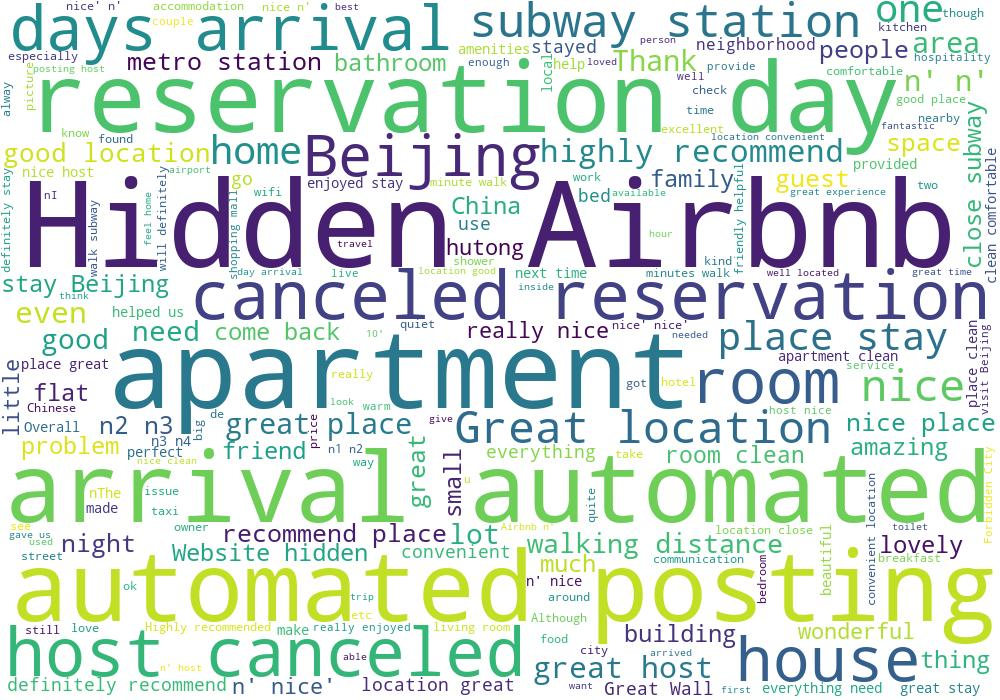 nice' n' accommodation nice n' best
couple
days arrival subway station one though
kitchen
especially metro station bathroom amenities stayed neighborhood people area
person
posting host enough help loved Thank well provide hospitality
local
alway picture reservation day check comfortable n' n'
time good place
know found excellent location convenient nearby
fantastic
good location home Beijing highly recommend space
nice host airport enjoyed stay minute walk work family guest provided
go wifi bed available great experience two
nI Hidden Airbnb
definitely stay walk subway feel home will definitely shopping mall friendly helpful close subway clean comfortable
China
use hour
travel hutong
shower kind
day arrival live location good next time minutes walk well located great time
inside
stay Beijing canceled reservation
think
even helped us
good need come back 10' quiet really nice nice' nice' needed place stay
place great apartment apartment clean
really got hotel room service nice
little flat look warm place clean visit Beijing
Chinese de give host nice
Overall n2 n3 big great place price Great location nice place
n3 n4
problem perfect friend n1 n2 everything take room clean amazing
nice clean way
great small u
arrival automated
nThe issue quite
made taxi Forbidden City
see owner Airbnb n' location close toilet
gave us used night recommend place lot convenient location
street Website hidden convenient walking distance lovely
communication breakfast
much bedroom beautiful
ok n' nice
automated posting
trip around
etc Although
still love Highly recommended make really enjoyed living room food building wonderful
host canceled able city arrived house
n' host great host thing
definitely recommend n' nice' location great want Great Wall first everything need great stay